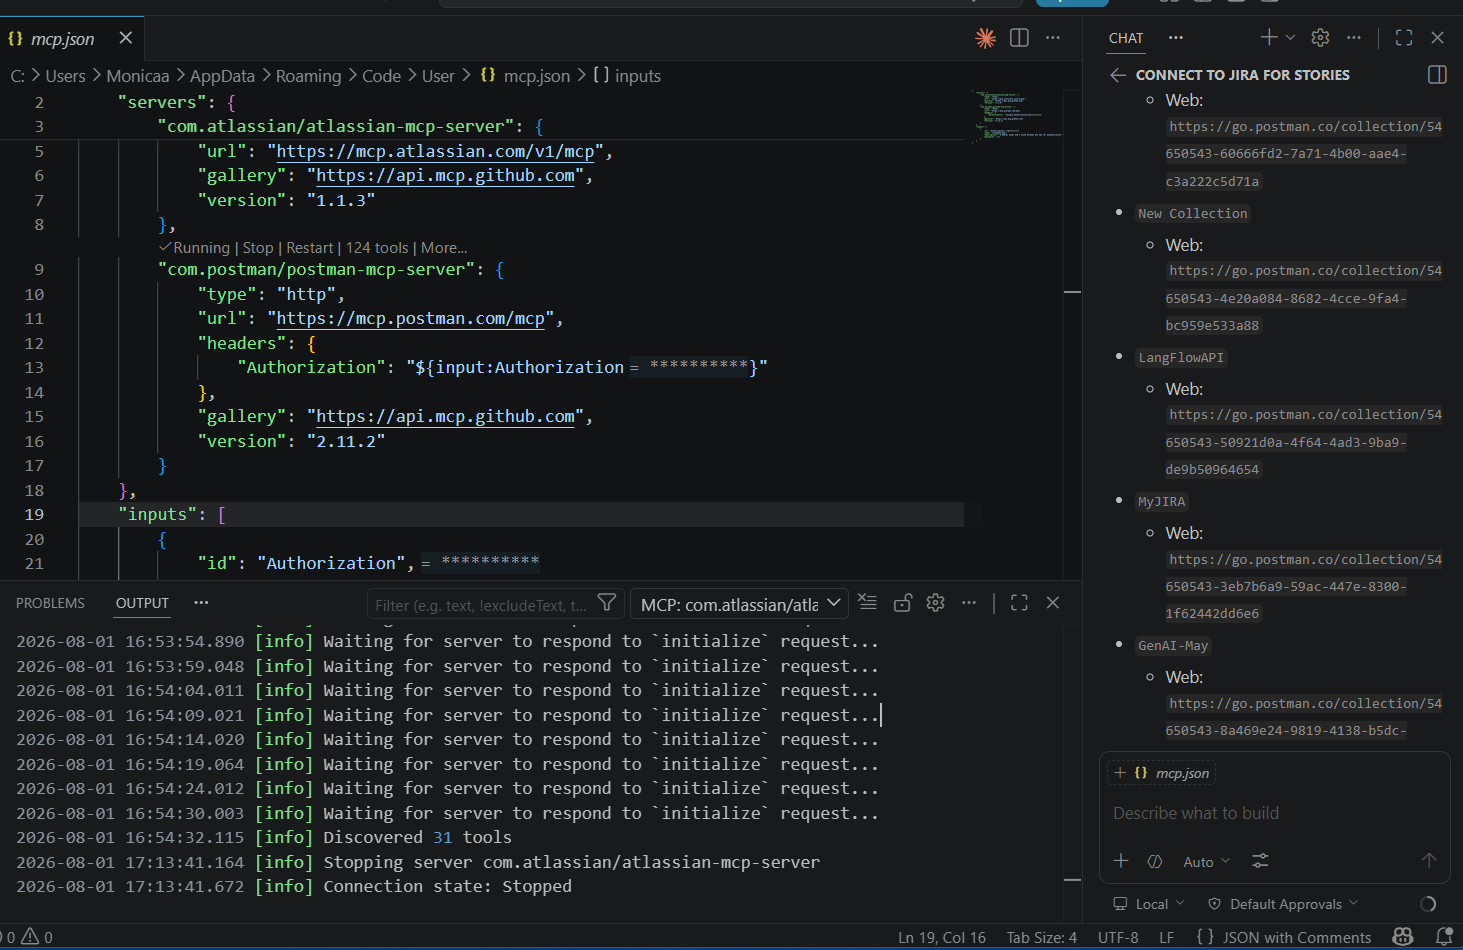 {} mcp.json
C: > Users > Monicaa > AppData > Roaming > Code > User > {} mcp.json > [ ] inputs
2 "servers": {
3 "com.atlassian/atlassian-mcp-server": {
5 "url": "https://mcp.atlassian.com/v1/mcp",
6 "gallery": "https://api.mcp.github.com",
7 "version": "1.1.3"
8 },
✓Running | Stop | Restart | 124 tools | More...
9 "com.postman/postman-mcp-server": {
10 "type": "http",
11 "url": "https://mcp.postman.com/mcp",
12 "headers": {
13 "Authorization": "${input:Authorization = **********}"
14 },
15 "gallery": "https://api.mcp.github.com",
16 "version": "2.11.2"
17 }
18 },
19 "inputs": [
20 {
21 "id": "Authorization", = **********
PROBLEMS OUTPUT ...
Filter (e.g. text, !excludeText, t...
MCP: com.atlassian/atla
2026-08-01 16:53:54.890 [info] Waiting for server to respond to `initialize` request...
2026-08-01 16:53:59.048 [info] Waiting for server to respond to `initialize` request...
2026-08-01 16:54:04.011 [info] Waiting for server to respond to `initialize` request...
2026-08-01 16:54:09.021 [info] Waiting for server to respond to `initialize` request...
2026-08-01 16:54:14.020 [info] Waiting for server to respond to `initialize` request...
2026-08-01 16:54:19.064 [info] Waiting for server to respond to `initialize` request...
2026-08-01 16:54:24.012 [info] Waiting for server to respond to `initialize` request...
2026-08-01 16:54:30.003 [info] Waiting for server to respond to `initialize` request...
2026-08-01 16:54:32.115 [info] Discovered 31 tools
2026-08-01 17:13:41.164 [info] Stopping server com.atlassian/atlassian-mcp-server
2026-08-01 17:13:41.672 [info] Connection state: Stopped
CHAT ...
CONNECT TO JIRA FOR STORIES
Web:
https://go.postman.co/collection/54
650543-60666fd2-7a71-4b00-aae4-
c3a222c5d71a
New Collection
Web:
https://go.postman.co/collection/54
650543-4e20a084-8682-4cce-9fa4-
bc959e533a88
LangFlowAPI
Web:
https://go.postman.co/collection/54
650543-50921d0a-4f64-4ad3-9ba9-
de9b50964654
MyJIRA
Web:
https://go.postman.co/collection/54
650543-3eb7b6a9-59ac-447e-8300-
1f62442dd6e6
GenAI-May
Web:
https://go.postman.co/collection/54
650543-8a469e24-9819-4138-b5dc-
+ {} mcp.json
Describe what to build
Auto
Local Default Approvals
0 0
Ln 19, Col 16 Tab Size: 4 UTF-8 LF {} JSON with Comments